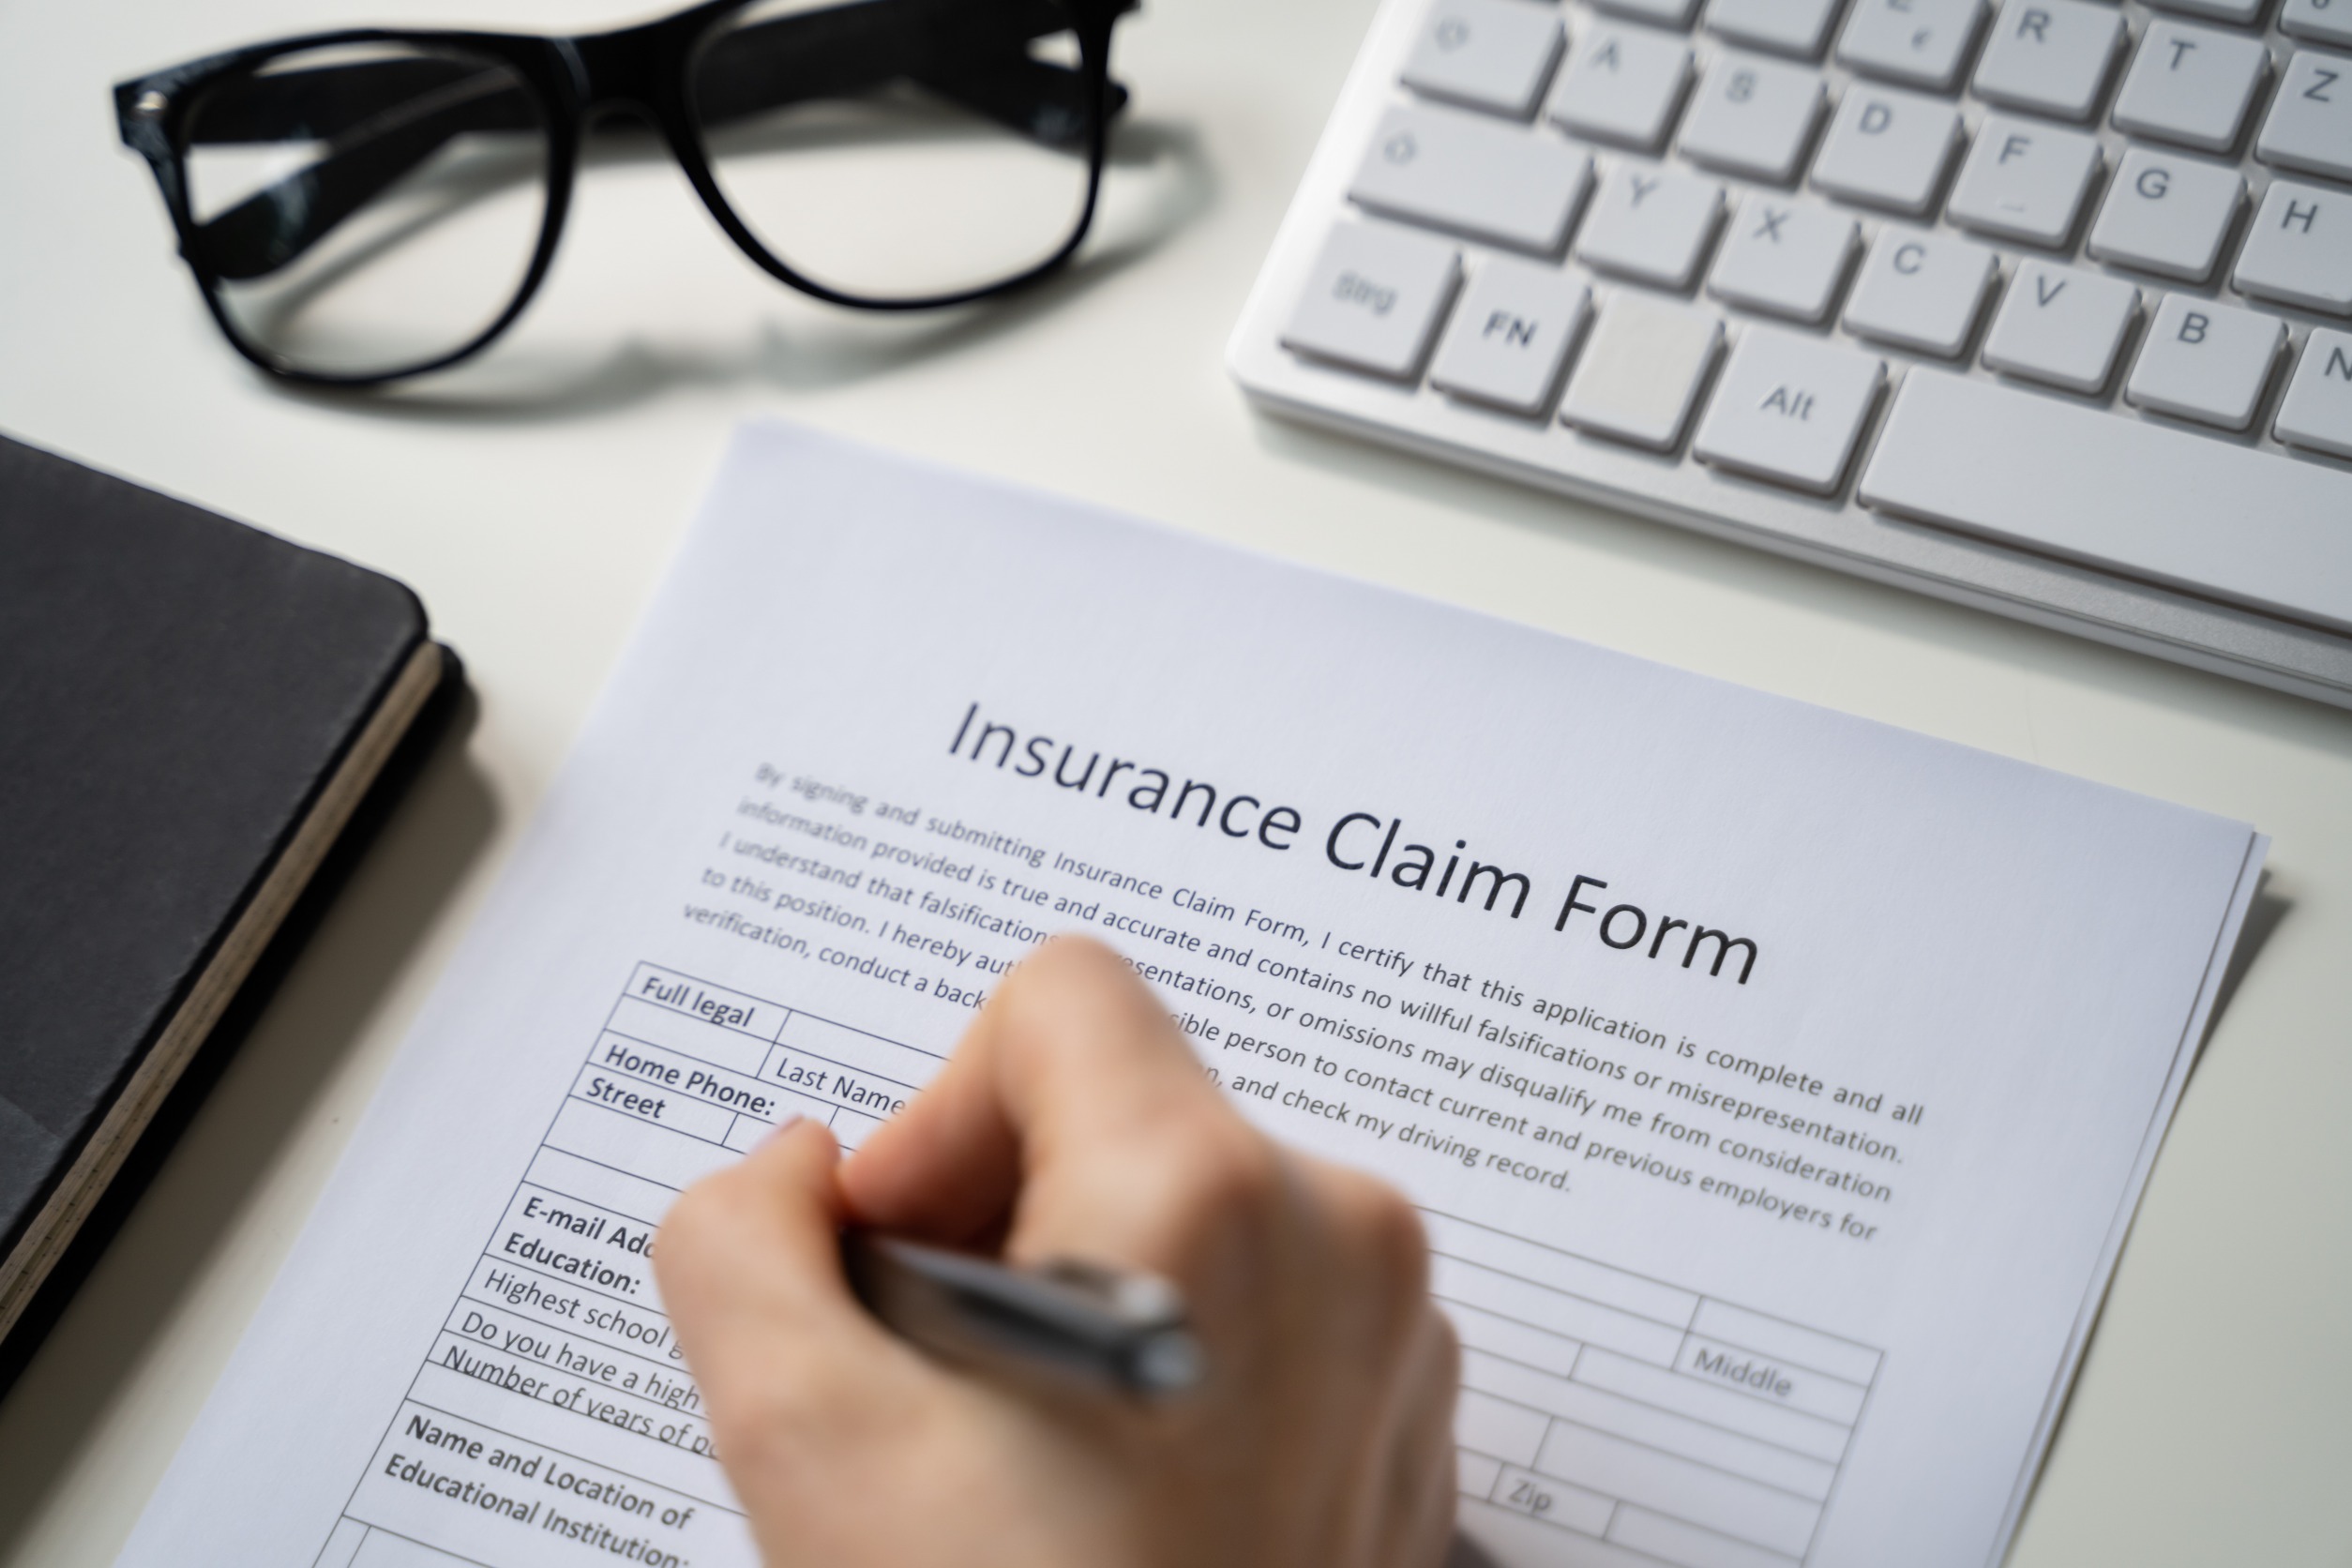 E €
R
T
Z
A
S
D
F
G
H
Y
X
C
V
B
N
Strg
FN
Alt
Insurance Claim Form
By signing and submitting Insurance Claim Form, I certify that this application is complete and all
information provided is true and accurate and contains no willful falsifications or misrepresentation.
I understand that falsifications esentations, or omissions may disqualify me from consideration
to this position. I hereby aut sible person to contact current and previous employers for
verification, conduct a back n, and check my driving record.
Full legal
Last Name
Middle
Home Phone:
Street
Zip
E-mail Add
Education:
Highest school g
Do you have a high
Number of years of po
Name and Location of
Educational Institution: